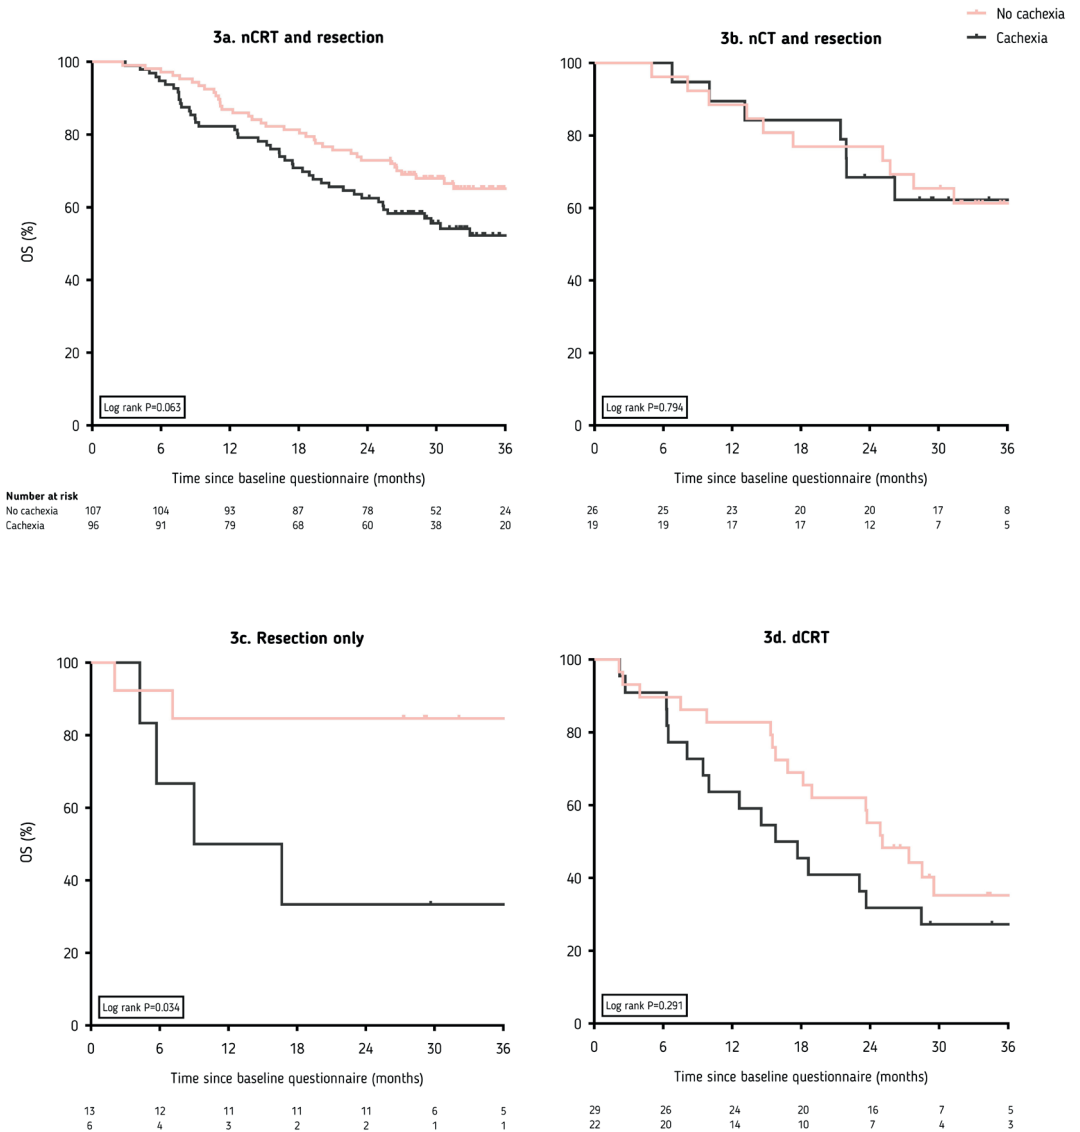 No cachexia
Cachexia
3a. nCRT and resection
3b. nCT and resection
100
80
60
40
20
0
OS (%)
Log rank P=0.063
0 6 12 18 24 30 36
Time since baseline questionnaire (months)
100
80
60
40
20
0
Log rank P=0.794
0 6 12 18 24 30 36
Time since baseline questionnaire (months)
Number at risk
No cachexia 107 104 93 87 78 52 24
Cachexia 96 91 79 68 60 38 20
26 25 23 20 20 17 8
19 19 17 17 12 7 5
3c. Resection only
3d. dCRT
100
80
60
40
20
0
OS (%)
Log rank P=0.034
0 6 12 18 24 30 36
Time since baseline questionnaire (months)
13 12 11 11 11 6 5
6 4 3 2 2 1 1
100
80
60
40
20
0
Log rank P=0.291
0 6 12 18 24 30 36
Time since baseline questionnaire (months)
29 26 24 20 16 7 5
22 20 14 10 7 4 3